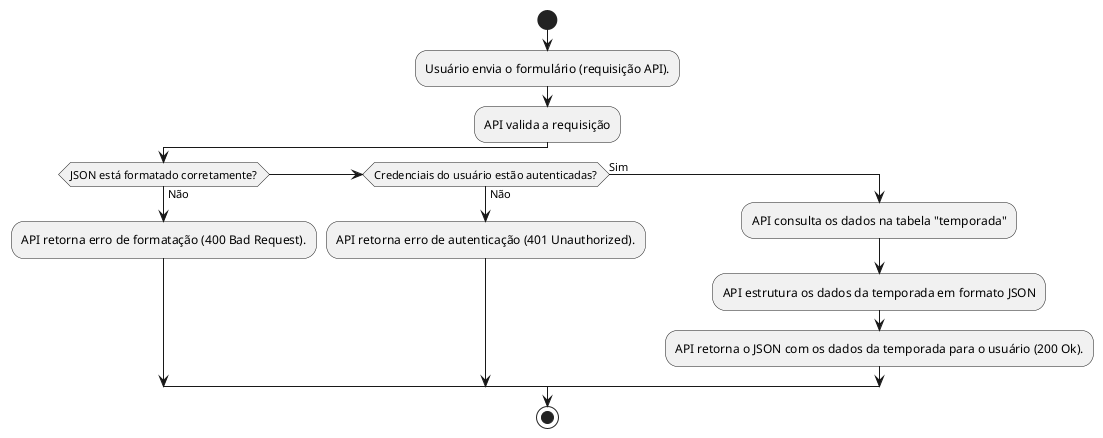 Usuário envia o formulário (requisição API).
API valida a requisição
JSON está formatado corretamente?
Não
API retorna erro de formatação (400 Bad Request).
Credenciais do usuário estão autenticadas?
Não
API retorna erro de autenticação (401 Unauthorized).
Sim
API consulta os dados na tabela "temporada"
API estrutura os dados da temporada em formato JSON
API retorna o JSON com os dados da temporada para o usuário (200 Ok).